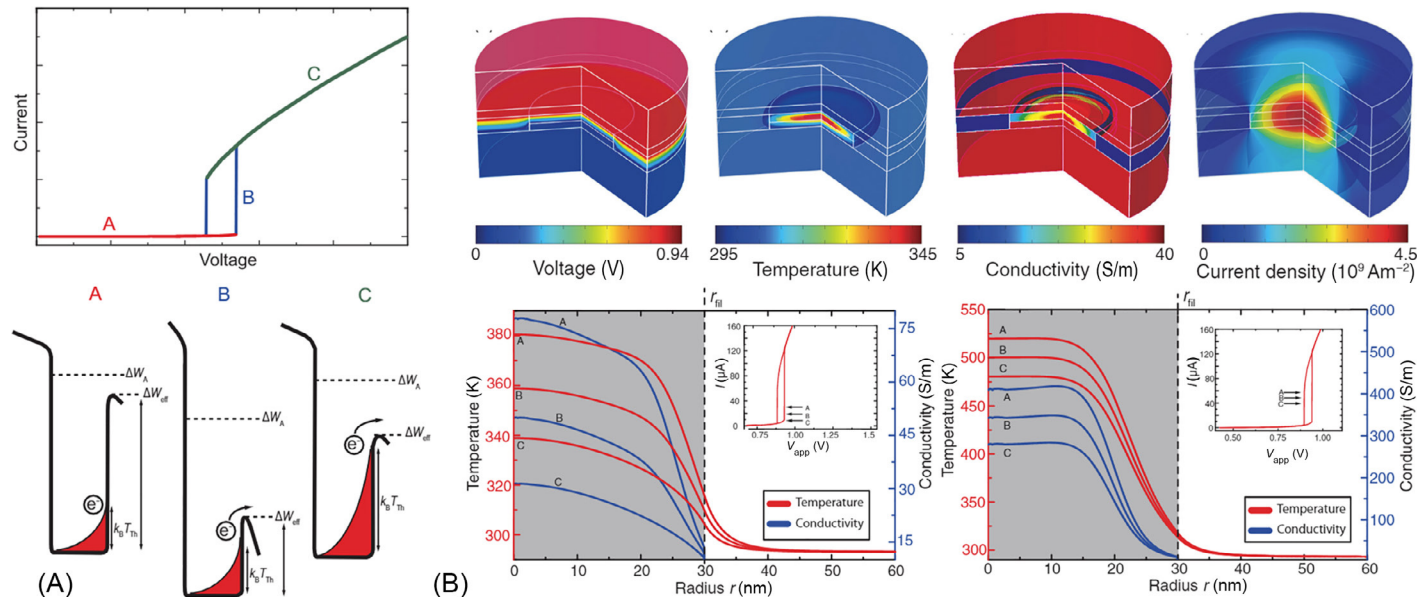 Current
A
B
C
Voltage
A
B
C
ΔW_A
ΔW_eff
e⁻
k_BT_Th
ΔW_A
e⁻
ΔW_eff
k_BT_Th
ΔW_A
e⁻
ΔW_eff
k_BT_Th
(A)
0 0.94
Voltage (V)
295 345
Temperature (K)
5 40
Conductivity (S/m)
0 4.5
Current density (10⁹ Am⁻²)
r_fil
Temperature (K)
380
360
340
320
300
A
A
B
B
C
C
75
60
45
30
15
Conductivity (S/m)
I (μA)
160
120
80
40
0
A
B
C
0.75 1.00 1.25 1.5
V_app (V)
Temperature
Conductivity
0 10 20 30 40 50 60
Radius r (nm)
(B)
r_fil
Temperature (K)
550
525
500
475
450
400
350
300
A
B
C
A
B
C
600
500
400
300
200
100
0
Conductivity (S/m)
I (μA)
160
120
80
40
0
A
B
C
0.50 0.75 1.00
V_app (V)
Temperature
Conductivity
0 10 20 30 40 50 60
Radius r (nm)